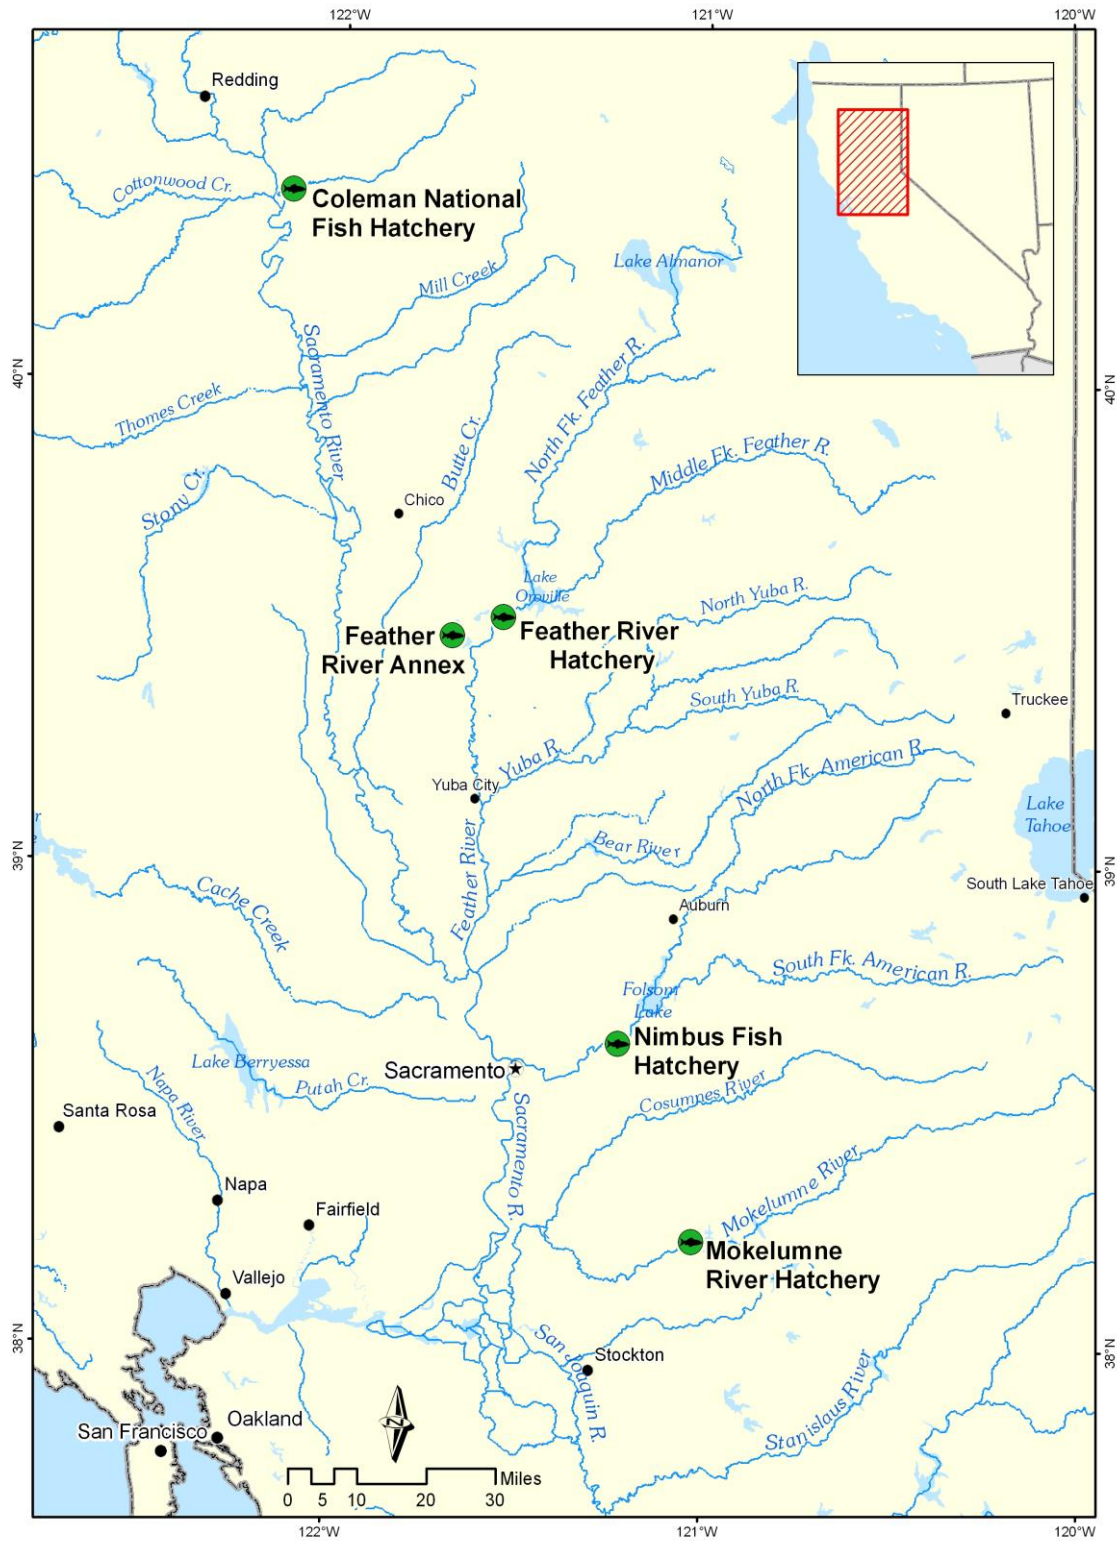 122°W
121°W
120°W
Redding
Cottonwood Cr.
Coleman National
Fish Hatchery
Mill Creek
Lake Almanor
Sacramento River
40°N
40°N
North Fk. Feather R.
Thomes Creek
Butte Cr.
Middle Fk. Feather R.
Stony Cr.
Chico
Lake
Oroville
North Yuba R.
Feather
River Annex
Feather River
Hatchery
South Yuba R.
Truckee
Yuba R.
North Fk. American R.
Yuba City
Lake
Tahoe
Feather River
Bear River
39°N
39°N
South Lake Tahoe
Cache Creek
Auburn
South Fk. American R.
Folsom
Lake
Nimbus Fish
Hatchery
Lake Berryessa
Sacramento
Putah Cr.
Napa River
Cosumnes River
Santa Rosa
Sacramento R.
Mokelumne River
Napa
Fairfield
Mokelumne
River Hatchery
Vallejo
38°N
38°N
San Joaquin R.
Stockton
Stanislaus River
Oakland
San Francisco
N
Miles
0 5 10 20 30
122°W
121°W
120°W